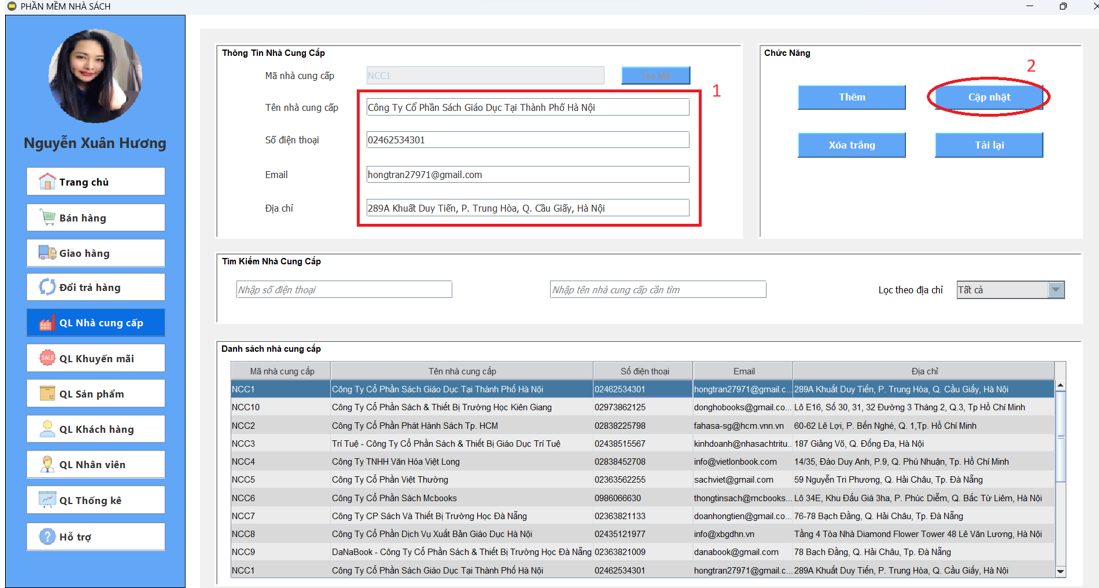 PHẦN MỀM NHÀ SÁCH
Nguyễn Xuân Hương
Trang chủ
Bán hàng
Giao hàng
Đổi trả hàng
QL Nhà cung cấp
QL Khuyến mãi
QL Sản phẩm
QL Khách hàng
QL Nhân viên
QL Thống kê
Hỗ trợ
Thông Tin Nhà Cung Cấp
Mã nhà cung cấp NCC1
Tên nhà cung cấp Công Ty Cổ Phần Sách Giáo Dục Tại Thành Phố Hà Nội
1
Số điện thoại 02462534301
Email hongtran27971@gmail.com
Địa chỉ 289A Khuất Duy Tiến, P. Trung Hòa, Q. Cầu Giấy, Hà Nội
Chức Năng
2
Thêm Cập nhật
Xóa trắng Tải lại
Tìm Kiếm Nhà Cung Cấp
Nhập số điện thoại Nhập tên nhà cung cấp cần tìm Lọc theo địa chỉ Tất cả
Danh sách nhà cung cấp
Mã nhà cung cấp Tên nhà cung cấp Số điện thoại Email Địa chỉ
NCC1 Công Ty Cổ Phần Sách Giáo Dục Tại Thành Phố Hà Nội 02462534301 hongtran27971@gmail.c... 289A Khuất Duy Tiến, P. Trung Hòa, Q. Cầu Giấy, Hà Nội
NCC10 Công Ty Cổ Phần Sách & Thiết Bị Trường Học Kiên Giang 02973862125 donghobooks@gmail.co... Lô E16, Số 30, 31, 32 Đường 3 Tháng 2, Q.3, Tp Hồ Chí Minh
NCC2 Công Ty Cổ Phần Phát Hành Sách Tp. HCM 02838225798 fahasa-sg@hcm.vnn.vn 60-62 Lê Lợi, P. Bến Nghé, Q. 1,Tp. Hồ Chí Minh
NCC3 Trí Tuệ - Công Ty Cổ Phần Sách & Thiết Bị Giáo Dục Trí Tuệ 02438515567 kinhdoanh@nhasachtritu... 187 Giảng Võ, Q. Đống Đa, Hà Nội
NCC4 Công Ty TNHH Văn Hóa Việt Long 02838452708 info@vietlonbook.com 14/35, Đào Duy Anh, P.9, Q. Phú Nhuận, Tp. Hồ Chí Minh
NCC5 Công Ty Cổ Phần Việt Thường 02363562255 sachviet@gmail.com 59 Nguyễn Tri Phương, Q. Hải Châu, Tp. Đà Nẵng
NCC6 Công Ty Cổ Phần Sách Mcbooks 0986066630 thongtinsach@mcbooks... Lô 34E, Khu Đấu Giá 3ha, P. Phúc Diễm, Q. Bắc Từ Liêm, Hà Nội
NCC7 Công Ty CP Sách Và Thiết Bị Trường Học Đà Nẵng 02363821133 doanhongtien@gmail.co... 76-78 Bạch Đằng, Q. Hải Châu, Tp. Đà Nẵng
NCC8 Công Ty Cổ Phần Dịch Vụ Xuất Bản Giáo Dục Hà Nội 02435121977 info@xbgdhn.vn Tầng 4 Tòa Nhà Diamond Flower Tower 48 Lê Văn Lương, Hà Nội
NCC9 DaNaBook - Công Ty Cổ Phần Sách & Thiết Bị Trường Học Đà Nẵng 02363821009 danabook@gmail.com 78 Bạch Đằng, Q. Hải Châu, Tp. Đà Nẵng
NCC1 Công Ty Cổ Phần Sách Giáo Dục Tại Thành Phố Hà Nội 02462534301 hongtran27971@gmail.c... 289A Khuất Duy Tiến, P. Trung Hòa, Q. Cầu Giấy, Hà Nội